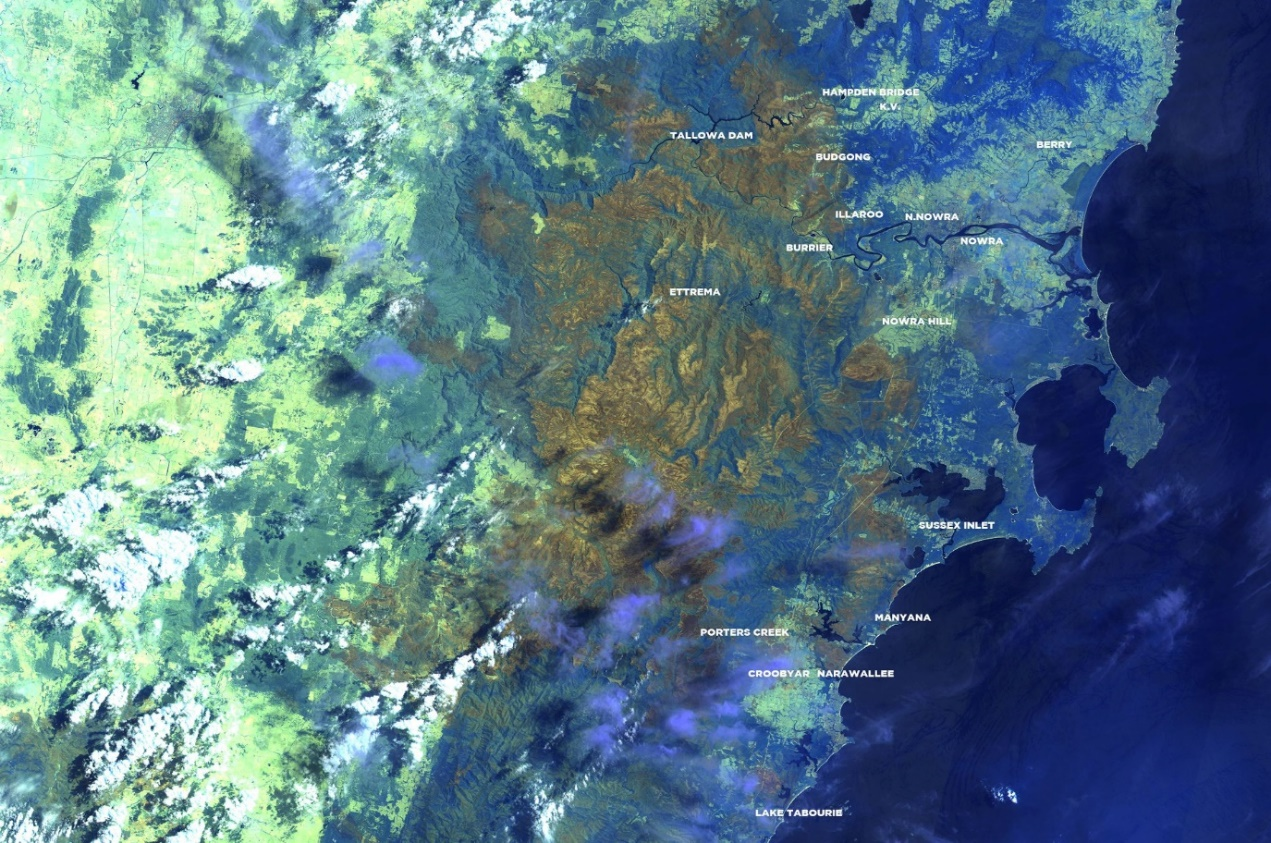 HAMPDEN BRIDGE
K.V.
TALLOWA DAM
BERRY
BUDGONG
ILLAROO
N.NOWRA
BURRIER
NOWRA
ETTREMA
NOWRA HILL
SUSSEX INLET
MANYANA
PORTERS CREEK
CROOBYAR NARAWALLEE
LAKE TABOURIE